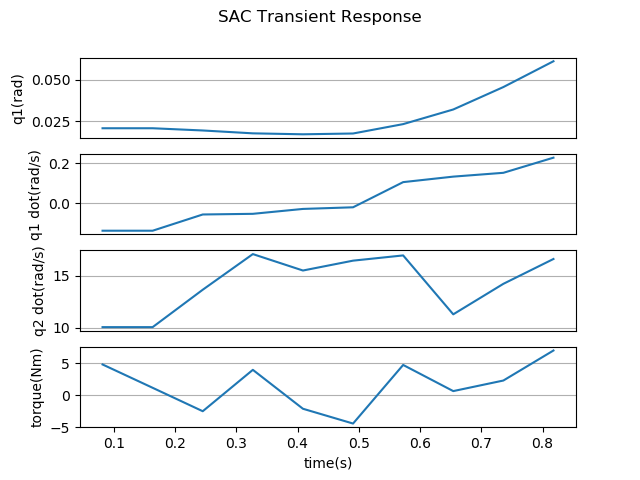 SAC Transient Response
q1(rad)
0.050
0.025
q1 dot(rad/s)
0.2
0.0
q2 dot(rad/s)
15
10
torque(Nm)
5
0
−5
0.1 0.2 0.3 0.4 0.5 0.6 0.7 0.8
time(s)